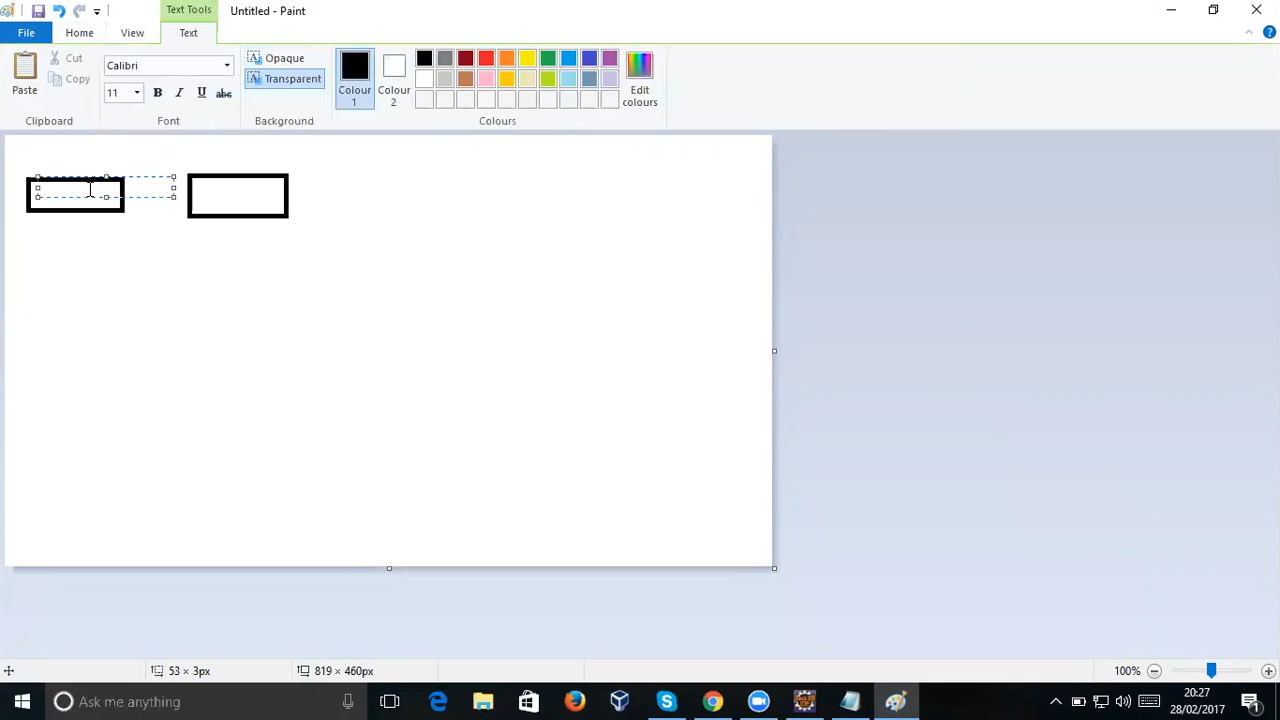 Text Tools
Untitled - Paint
File
Home
View
Text
Paste
Cut
Copy
Clipboard
Calibri
11
B I U abc
Font
Opaque
Transparent
Background
Colour 1
Colour 2
Edit colours
Colours
53 × 3px
819 × 460px
100%
Ask me anything
20:27
28/02/2017
1